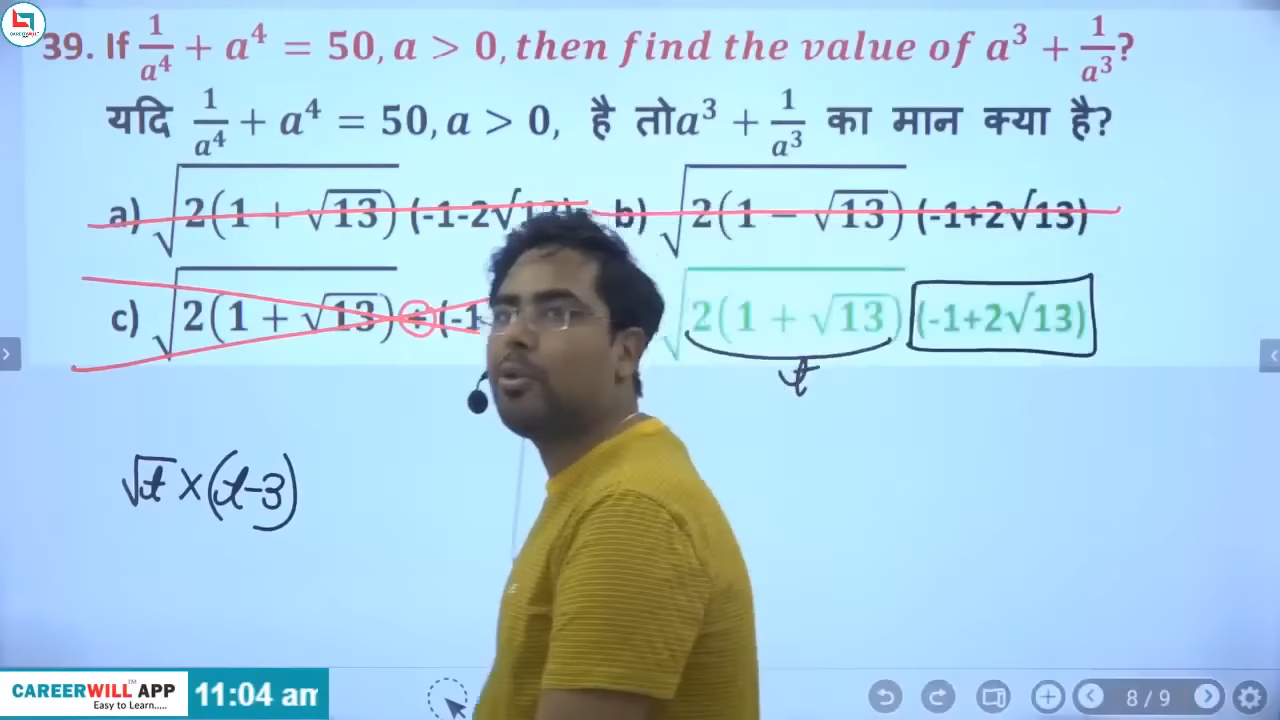 CAREERWILL
39. If 1/a⁴ + a⁴ = 50, a > 0, then find the value of a³ + 1/a³?
यदि 1/a⁴ + a⁴ = 50, a > 0, है तो a³ + 1/a³ का मान क्या है?
a) √(2(1 + √13)) (-1-2√13) b) √(2(1 − √13)) (-1+2√13)
c) √(2(1 + √13)) ÷ (-1 √(2(1 + √13)) (-1+2√13)
t
√t × (t-3)
CAREERWILL™ APP
Easy to Learn.....
11:04 am
8 / 9